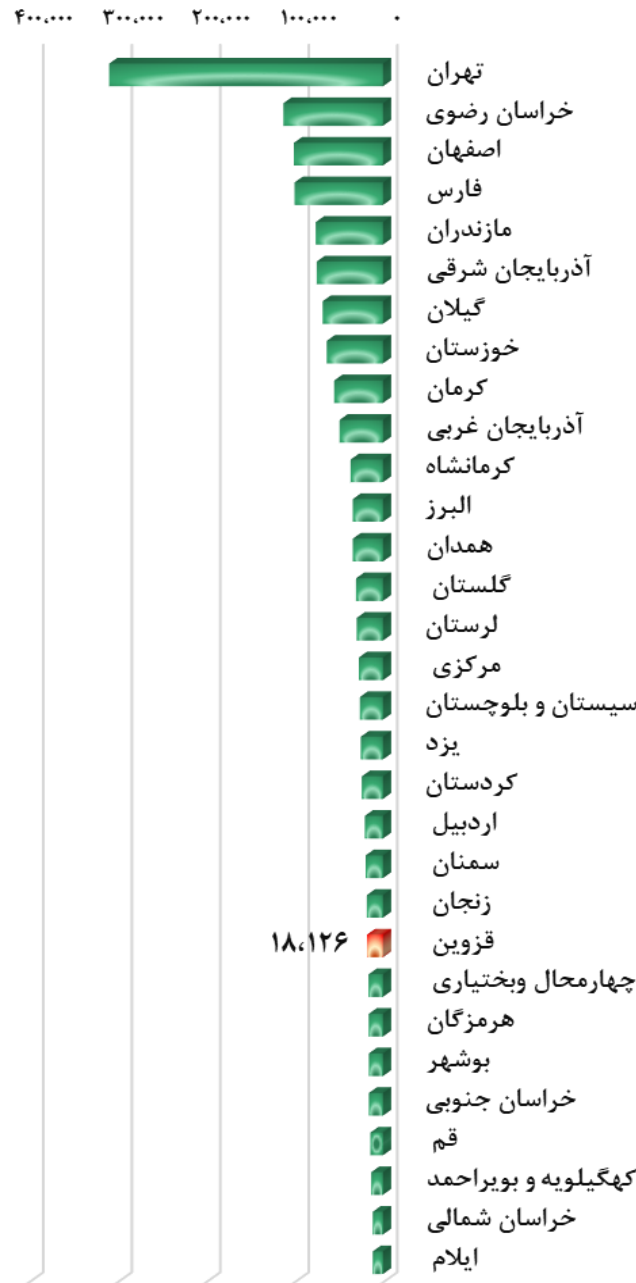 ۴۰۰،۰۰۰ ۳۰۰،۰۰۰ ۲۰۰،۰۰۰ ۱۰۰،۰۰۰ ۰
تهران
خراسان رضوی
اصفهان
فارس
مازندران
آذربایجان شرقی
گیلان
خوزستان
کرمان
آذربایجان غربی
کرمانشاه
البرز
همدان
گلستان
لرستان
مرکزی
سیستان و بلوچستان
یزد
کردستان
اردبیل
سمنان
زنجان
قزوین ۱۸،۱۲۶
چهارمحال وبختیاری
هرمزگان
بوشهر
خراسان جنوبی
قم
کهگیلویه و بویراحمد
خراسان شمالی
ایلام